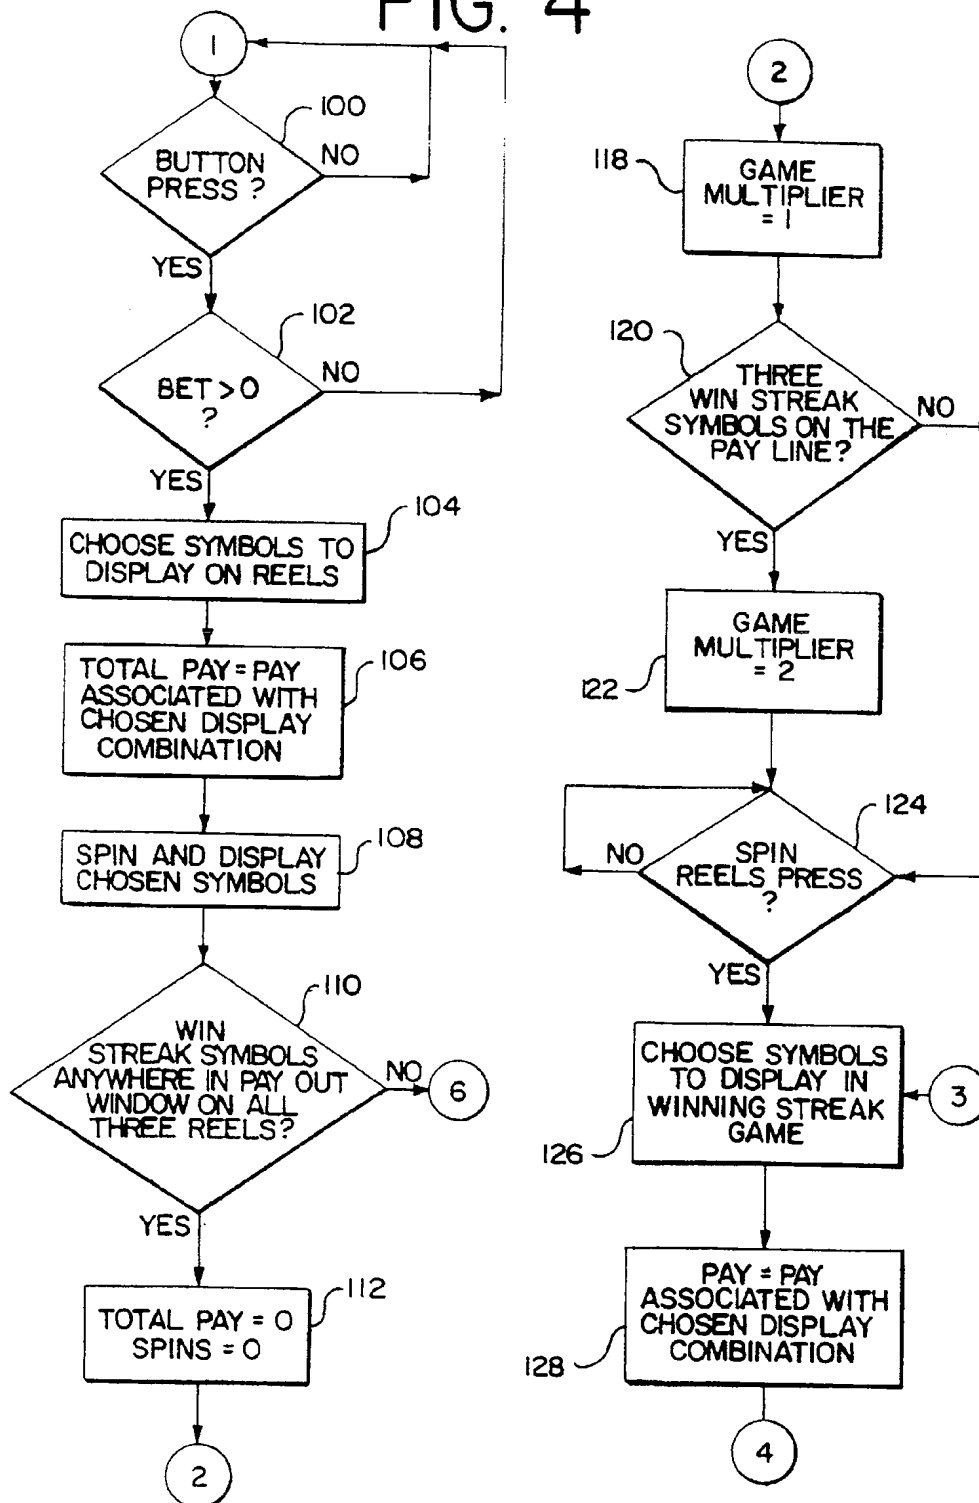 FIG. 4
1
100
BUTTON
PRESS ?
NO
YES
102
BET > 0
?
NO
YES
104
CHOOSE SYMBOLS TO
DISPLAY ON REELS
106
TOTAL PAY = PAY
ASSOCIATED WITH
CHOSEN DISPLAY
COMBINATION
108
SPIN AND DISPLAY
CHOSEN SYMBOLS
110
WIN
STREAK SYMBOLS
ANYWHERE IN PAY OUT
WINDOW ON ALL
THREE REELS?
NO
6
YES
112
TOTAL PAY = 0
SPINS = 0
2
2
118
GAME
MULTIPLIER
= 1
120
THREE
WIN STREAK
SYMBOLS ON THE
PAY LINE?
NO
YES
GAME
MULTIPLIER
= 2
122
124
SPIN
REELS PRESS
?
NO
YES
CHOOSE SYMBOLS
TO DISPLAY IN
WINNING STREAK
GAME
3
126
PAY = PAY
ASSOCIATED WITH
CHOSEN DISPLAY
COMBINATION
128
4